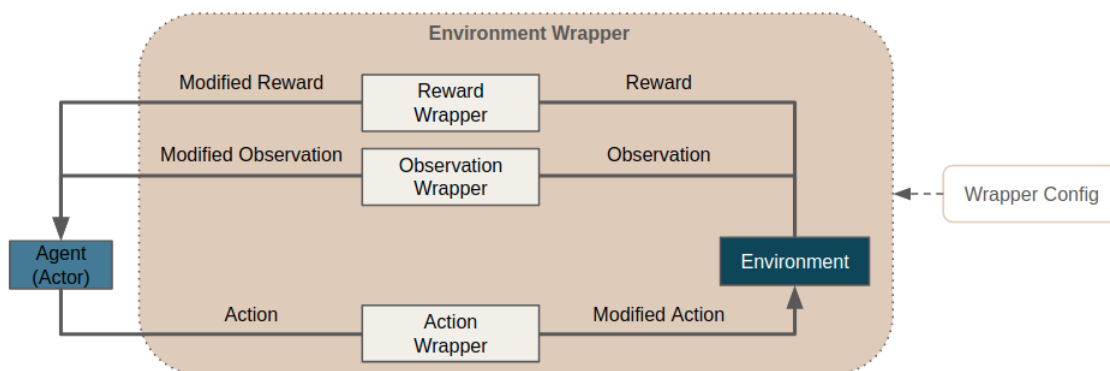 Environment Wrapper
Modified Reward
Reward
Wrapper
Reward
Modified Observation
Observation
Wrapper
Observation
Wrapper Config
Agent
(Actor)
Environment
Action
Action
Wrapper
Modified Action